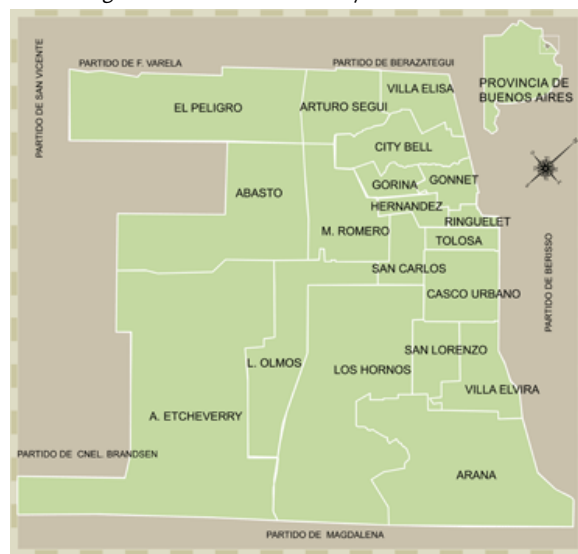 PARTIDO DE F. VARELA
PARTIDO DE BERAZATEGUI
PARTIDO DE SAN VICENTE
VILLA ELISA
PROVINCIA DE
BUENOS AIRES
EL PELIGRO
ARTURO SEGUI
CITY BELL
GORINA
GONNET
ABASTO
HERNANDEZ
RINGUELET
M. ROMERO
TOLOSA
SAN CARLOS
CASCO URBANO
PARTIDO DE BERISSO
SAN LORENZO
L. OLMOS
LOS HORNOS
VILLA ELVIRA
A. ETCHEVERRY
PARTIDO DE CNEL. BRANDSEN
ARANA
PARTIDO DE MAGDALENA